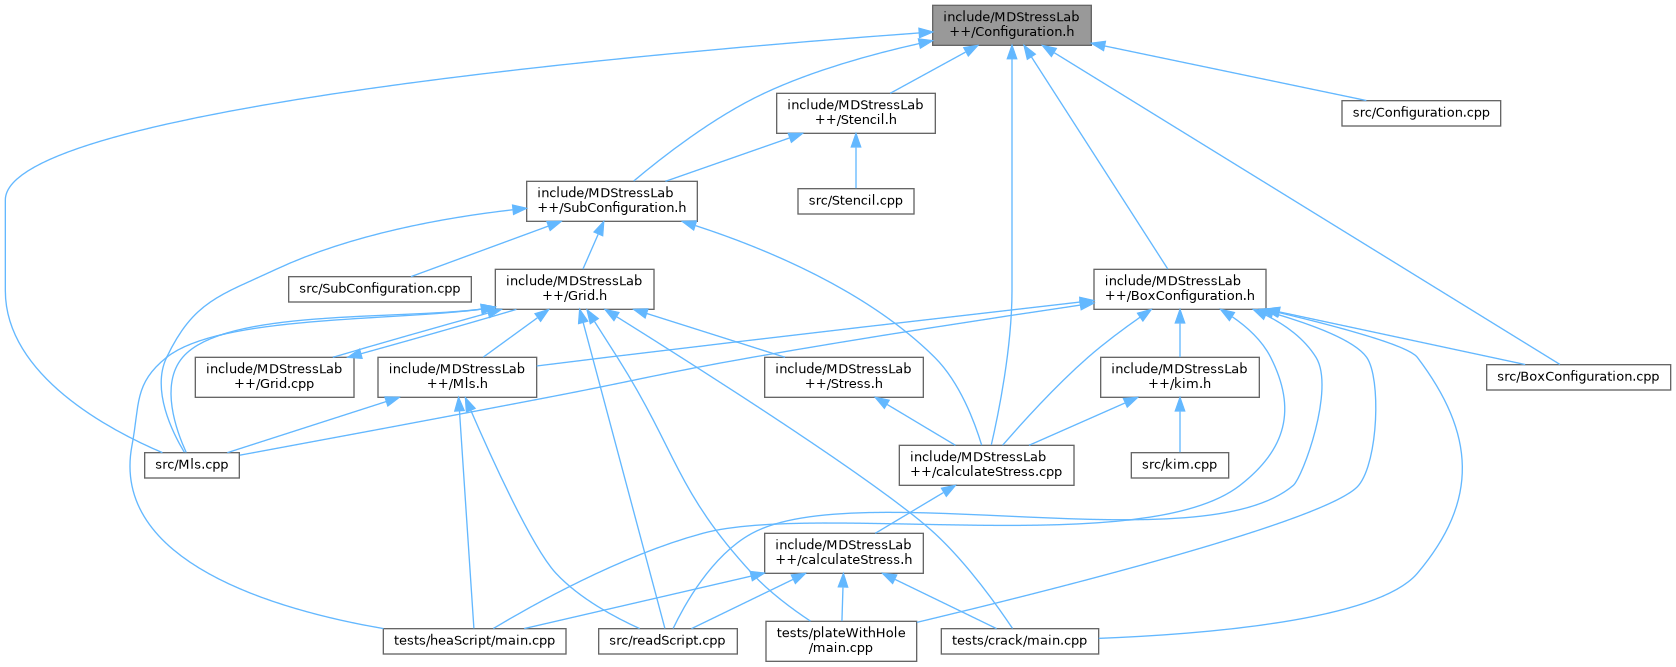 include/MDStressLab
++/Configuration.h
include/MDStressLab
++/Stencil.h
src/Configuration.cpp
include/MDStressLab
++/SubConfiguration.h
src/Stencil.cpp
src/SubConfiguration.cpp
include/MDStressLab
++/Grid.h
include/MDStressLab
++/BoxConfiguration.h
include/MDStressLab
++/Grid.cpp
include/MDStressLab
++/Mls.h
include/MDStressLab
++/Stress.h
include/MDStressLab
++/kim.h
src/BoxConfiguration.cpp
src/Mls.cpp
include/MDStressLab
++/calculateStress.cpp
src/kim.cpp
include/MDStressLab
++/calculateStress.h
tests/heaScript/main.cpp
src/readScript.cpp
tests/plateWithHole
/main.cpp
tests/crack/main.cpp